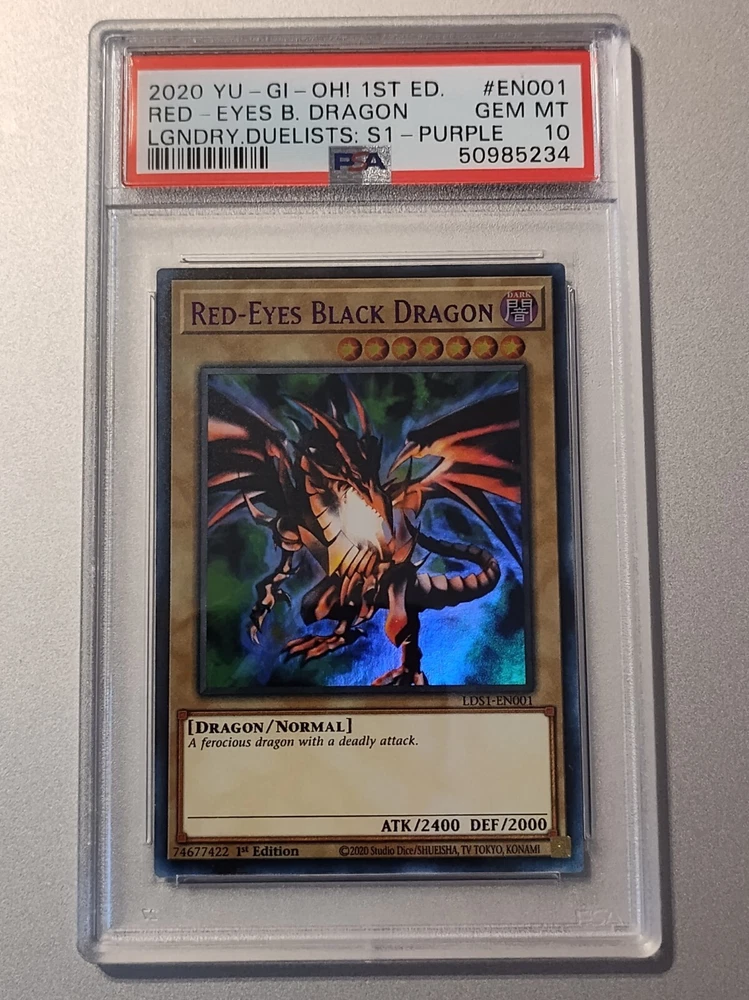 2020 YU-GI-OH! 1ST ED. #EN001
RED-EYES B. DRAGON GEM MT
LGNDRY.DUELISTS: S1-PURPLE 10
PSA 50985234
RED-EYES BLACK DRAGON
DARK
闇
LDS1-EN001
[DRAGON/NORMAL]
A ferocious dragon with a deadly attack.
ATK/2400 DEF/2000
74677422 1st Edition ©2020 Studio Dice/SHUEISHA, TV TOKYO, KONAMI
PSA